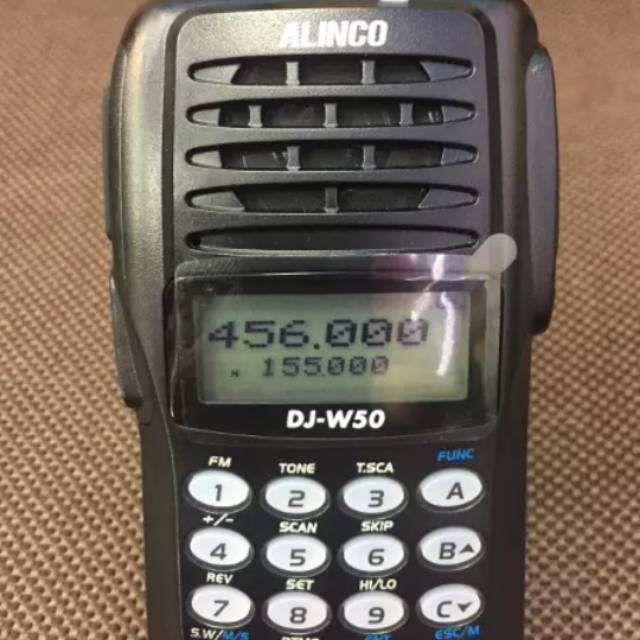 ALINCO
456.000
H 155.000
DJ-W50
FUNC
FM TONE T.SCA
1 2 3 A
+/- SCAN SKIP
4 5 6 B
REV SET HI/LO
7 8 9 C
S.W/M/S ESC/M